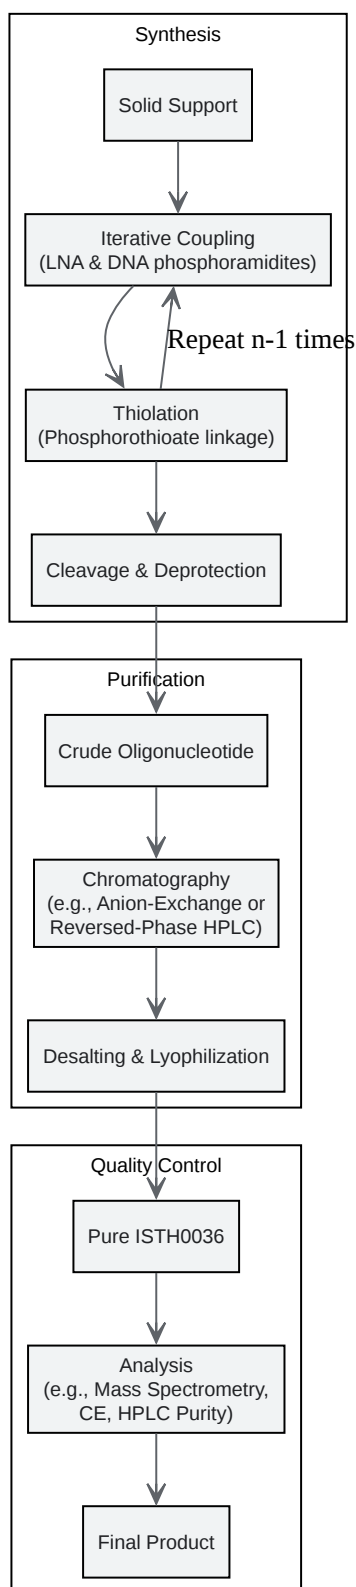 Synthesis
Solid Support
Iterative Coupling
(LNA & DNA phosphoramidites)
Repeat n-1 times
Thiolation
(Phosphorothioate linkage)
Cleavage & Deprotection
Purification
Crude Oligonucleotide
Chromatography
(e.g., Anion-Exchange or
Reversed-Phase HPLC)
Desalting & Lyophilization
Quality Control
Pure ISTH0036
Analysis
(e.g., Mass Spectrometry,
CE, HPLC Purity)
Final Product